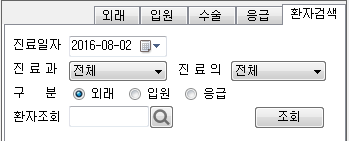 외래 입원 수술 응급 환자검색
진료일자 2016-08-02
진 료 과 전체 진 료 의 전체
구 분 외래 입원 응급
환자조회 조회